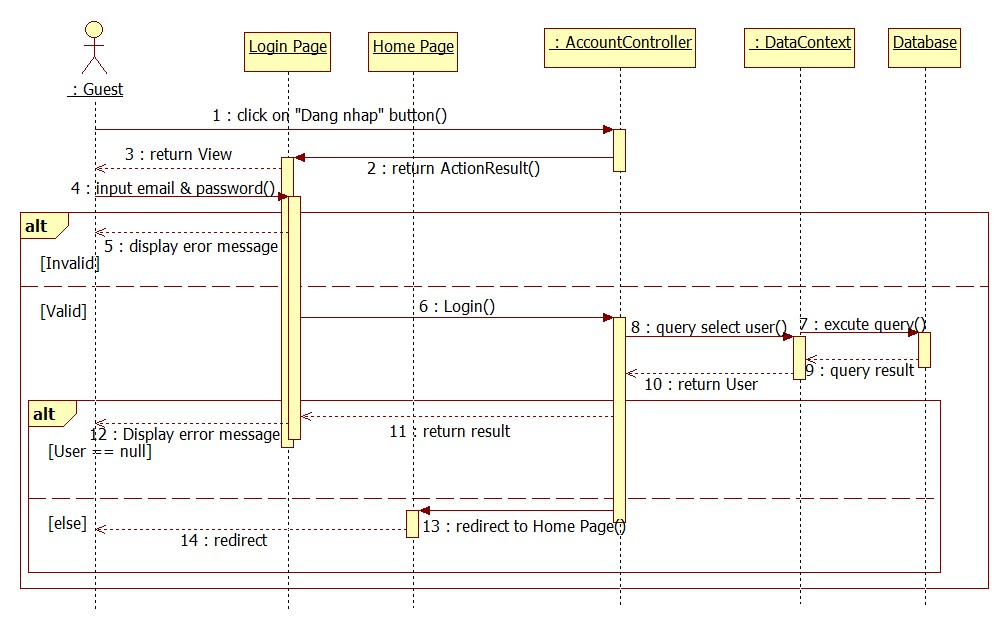 Login Page
Home Page
: AccountController
: DataContext
Database
: Guest
1 : click on "Dang nhap" button()
3 : return View
2 : return ActionResult()
4 : input email & password()
alt
5 : display eror message
[Invalid]
[Valid]
6 : Login()
8 : query select user()
7 : excute query()
9 : query result
10 : return User
alt
12 : Display error message
11 : return result
[User == null]
[else]
13 : redirect to Home Page()
14 : redirect